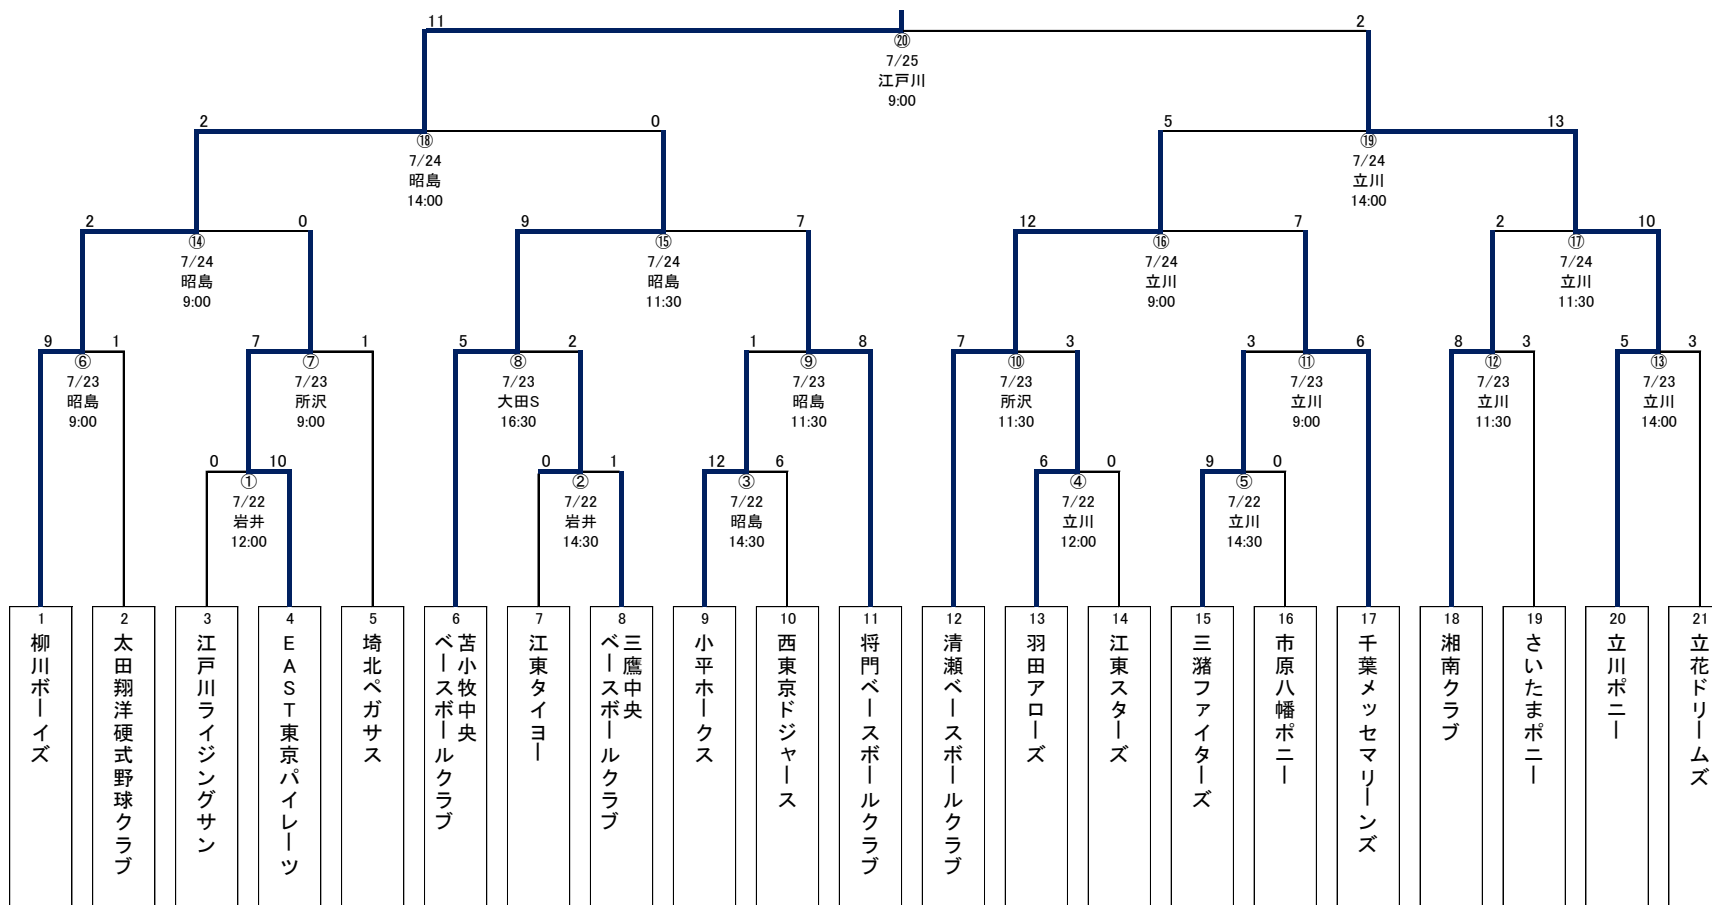 11 2
⑳
7/25
江戸川
9:00
2 0 5 13
⑱ ⑲
7/24 7/24
昭島 立川
14:00 14:00
2 0 9 7 12 7 2 10
⑭ ⑮ ⑯ ⑰
7/24 7/24 7/24 7/24
昭島 昭島 立川 立川
9:00 11:30 9:00 11:30
9 1 7 1 5 2 1 8 7 3 3 6 8 3 5 3
⑥ ⑦ ⑧ ⑨ ⑩ ⑪ ⑫ ⑬
7/23 7/23 7/23 7/23 7/23 7/23 7/23 7/23
昭島 所沢 大田S 昭島 所沢 立川 立川 立川
9:00 9:00 16:30 11:30 11:30 9:00 11:30 14:00
0 10 0 1 12 6 6 0 9 0
① ② ③ ④ ⑤
7/22 7/22 7/22 7/22 7/22
岩井 岩井 昭島 立川 立川
12:00 14:30 14:30 12:00 14:30
1
柳川ボーイズ
2
太田翔洋硬式野球クラブ
3
江戸川ライジングサン
4
EAST東京パイレーツ
5
埼北ペガサス
6
苫小牧中央
ベースボールクラブ
7
江東タイヨー
8
三鷹中央
ベースボールクラブ
9
小平ホークス
10
西東京ドジャース
11
将門ベースボールクラブ
12
清瀬ベースボールクラブ
13
羽田アローズ
14
江東スターズ
15
三潴ファイターズ
16
市原八幡ポニー
17
千葉メッセマリーンズ
18
湘南クラブ
19
さいたまポニー
20
立川ポニー
21
立花ドリームズ